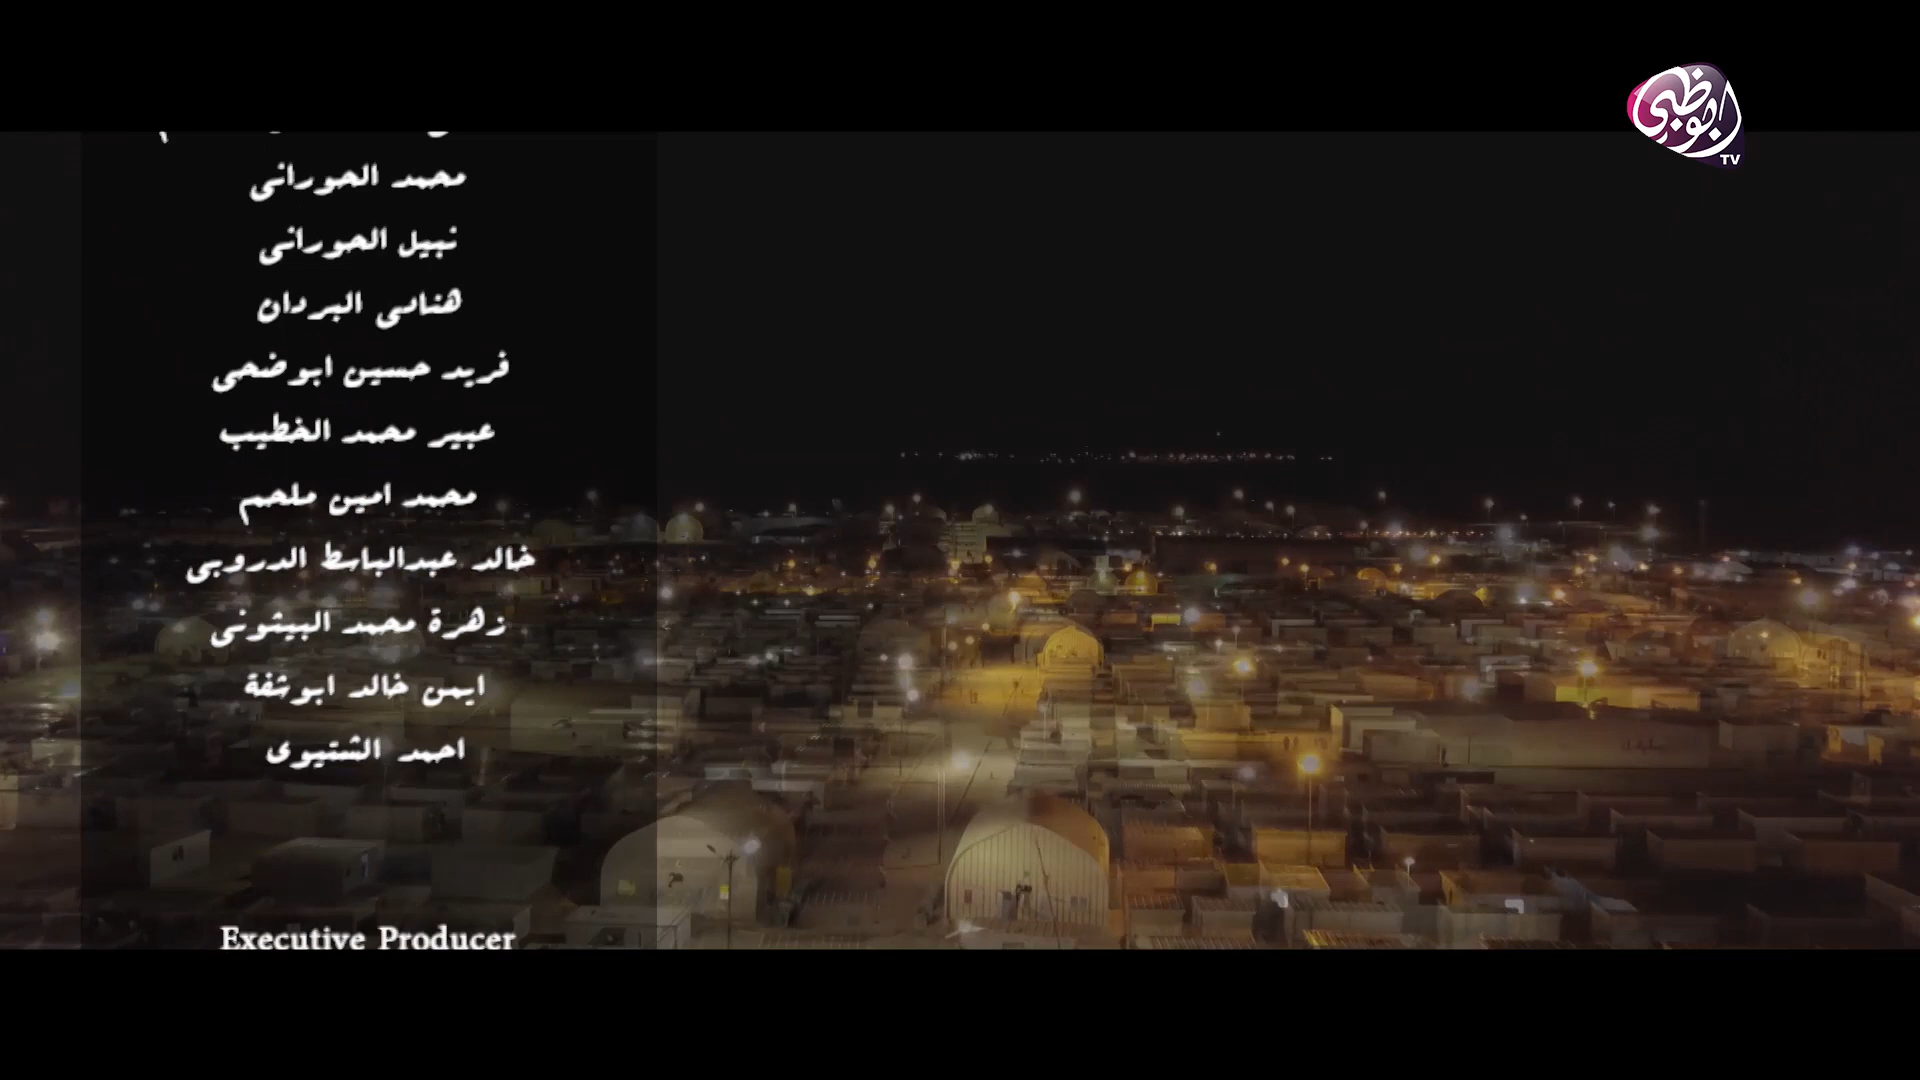 ابوظبي
TV
محمد الحورانى
نبيل الحورانى
هنادى البردان
فريد حسين ابوضحى
عبير محمد الخطيب
محمد امين ملحم
خالد عبدالباسط الدروبى
زهرة محمد البيشونى
ايمن خالد ابوشفة
احمد الشتيوى
Executive Producer